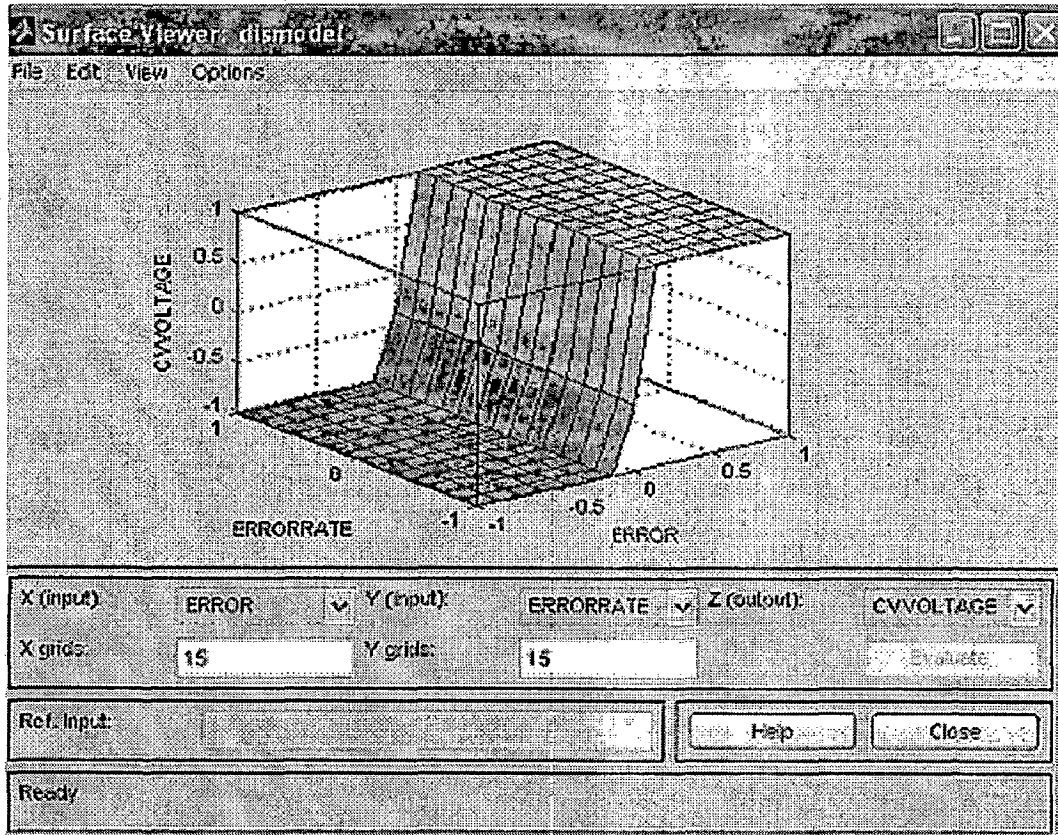 Surface Viewer: dismodel
File Edit View Options
CVVOLTAGE
1
0.5
0
-0.5
-1
1
0
-1
ERRORRATE
-1
-0.5
0
0.5
1
ERROR
X (input): ERROR Y (input): ERRORRATE Z (output): CVVOLTAGE
X grids: 15 Y grids: 15 Evaluate
Ref. Input: Help Close
Ready